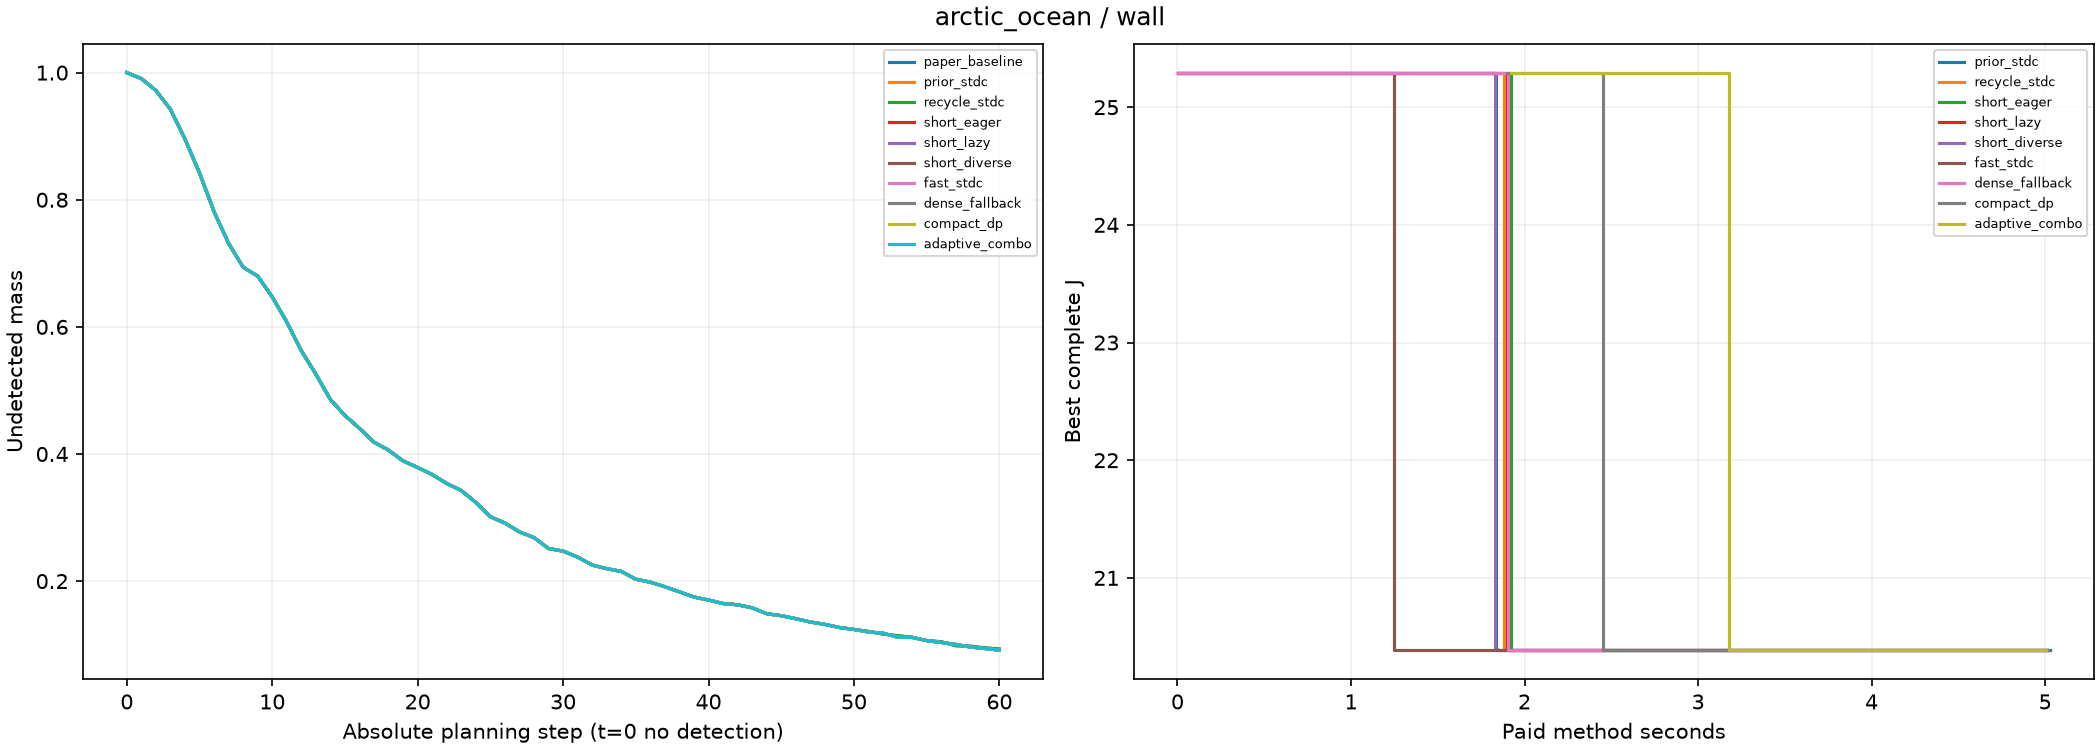 arctic_ocean / wall
Undetected mass
1.0
0.8
0.6
0.4
0.2
0 10 20 30 40 50 60
Absolute planning step (t=0 no detection)
paper_baseline
prior_stdc
recycle_stdc
short_eager
short_lazy
short_diverse
fast_stdc
dense_fallback
compact_dp
adaptive_combo
Best complete J
25
24
23
22
21
0 1 2 3 4 5
Paid method seconds
prior_stdc
recycle_stdc
short_eager
short_lazy
short_diverse
fast_stdc
dense_fallback
compact_dp
adaptive_combo